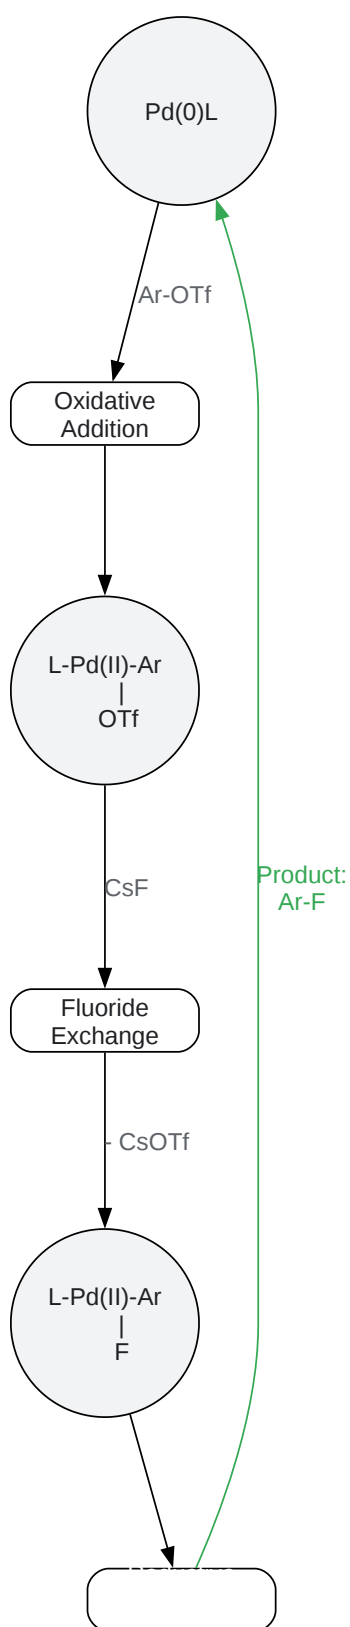 Pd(0)L
Ar-OTf
Oxidative
Addition
L-Pd(II)-Ar
|
OTf
CsF
Product:
Ar-F
Fluoride
Exchange
- CsOTf
L-Pd(II)-Ar
|
F